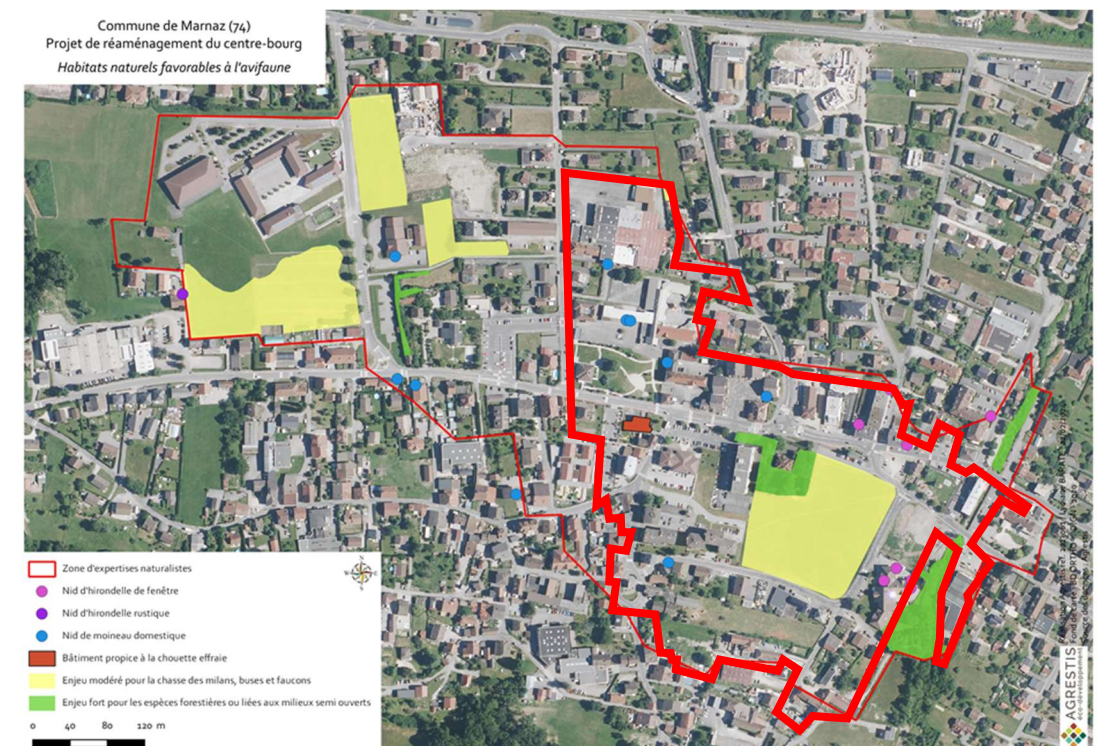 Commune de Marnaz (74)
Projet de réaménagement du centre-bourg
Habitats naturels favorables à l'avifaune
Zone d'expertises naturalistes
Nid d'hirondelle de fenêtre
Nid d'hirondelle rustique
Nid de moineau domestique
Bâtiment propice à la chouette effraie
Enjeu modéré pour la chasse des milans, buses et faucons
Enjeu fort pour les espèces forestières ou liées aux milieux semi ouverts
0 40 80 120 m
AGRESTIS
éco-développement